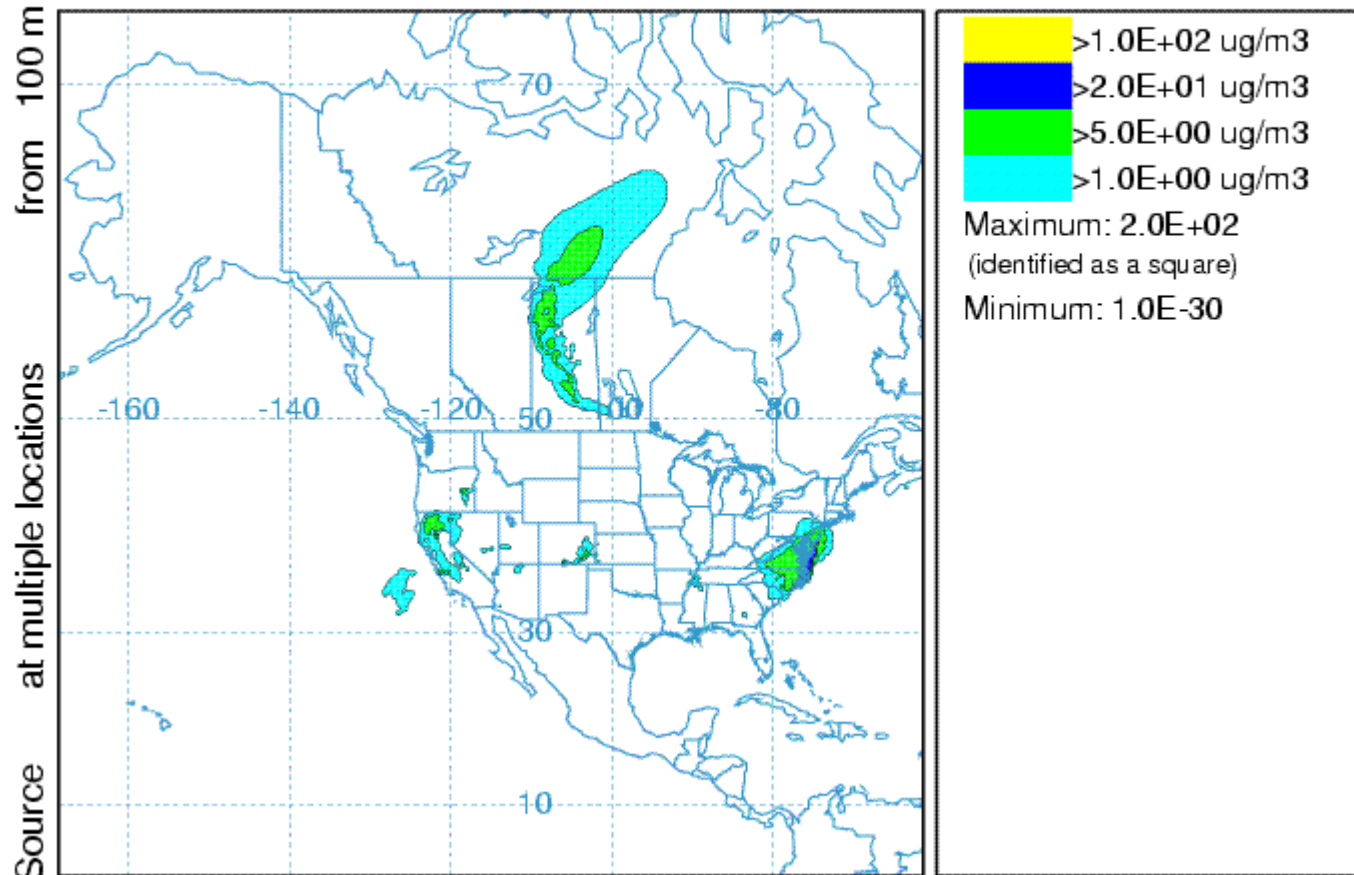 Source at multiple locations from 100 m
70
-160
-140
-120
50
-80
30
10
>1.0E+02 ug/m3
>2.0E+01 ug/m3
>5.0E+00 ug/m3
>1.0E+00 ug/m3
Maximum: 2.0E+02
(identified as a square)
Minimum: 1.0E-30